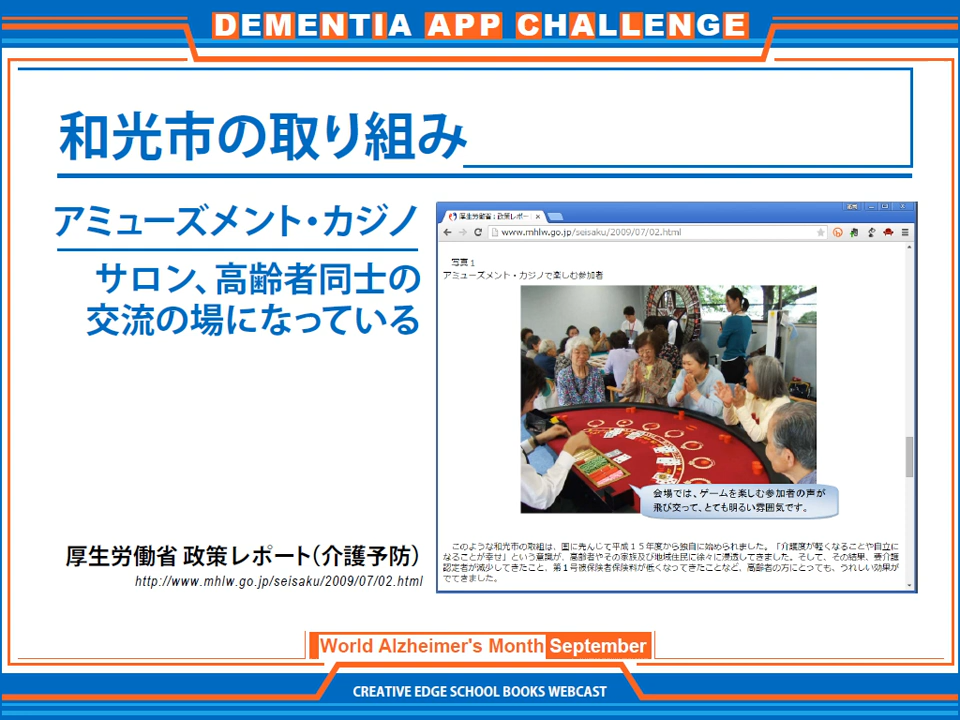 DEMENTIA APP CHALLENGE
和光市の取り組み
アミューズメント・カジノ
サロン、高齢者同士の
交流の場になっている
厚生労働省：政策レポー
www.mhlw.go.jp/seisaku/2009/07/02.html
写真１
アミューズメント・カジノで楽しむ参加者
会場では、ゲームを楽しむ参加者の声が
飛び交って、とても明るい雰囲気です。
このような和光市の取組は、国に先んじて平成１５年度から独自に始められました。「介護度が軽くなることや自立に
なることが幸せ」という意識が、高齢者やその家族及び地域住民に徐々に浸透してきました。そして、その結果、要介護
認定者が減少してきたこと、第１号被保険者保険料が低くなってきたことなど、高齢者の方にとっても、うれしい効果が
でてきました。
厚生労働省 政策レポート（介護予防）
http://www.mhlw.go.jp/seisaku/2009/07/02.html
World Alzheimer's Month September
CREATIVE EDGE SCHOOL BOOKS WEBCAST